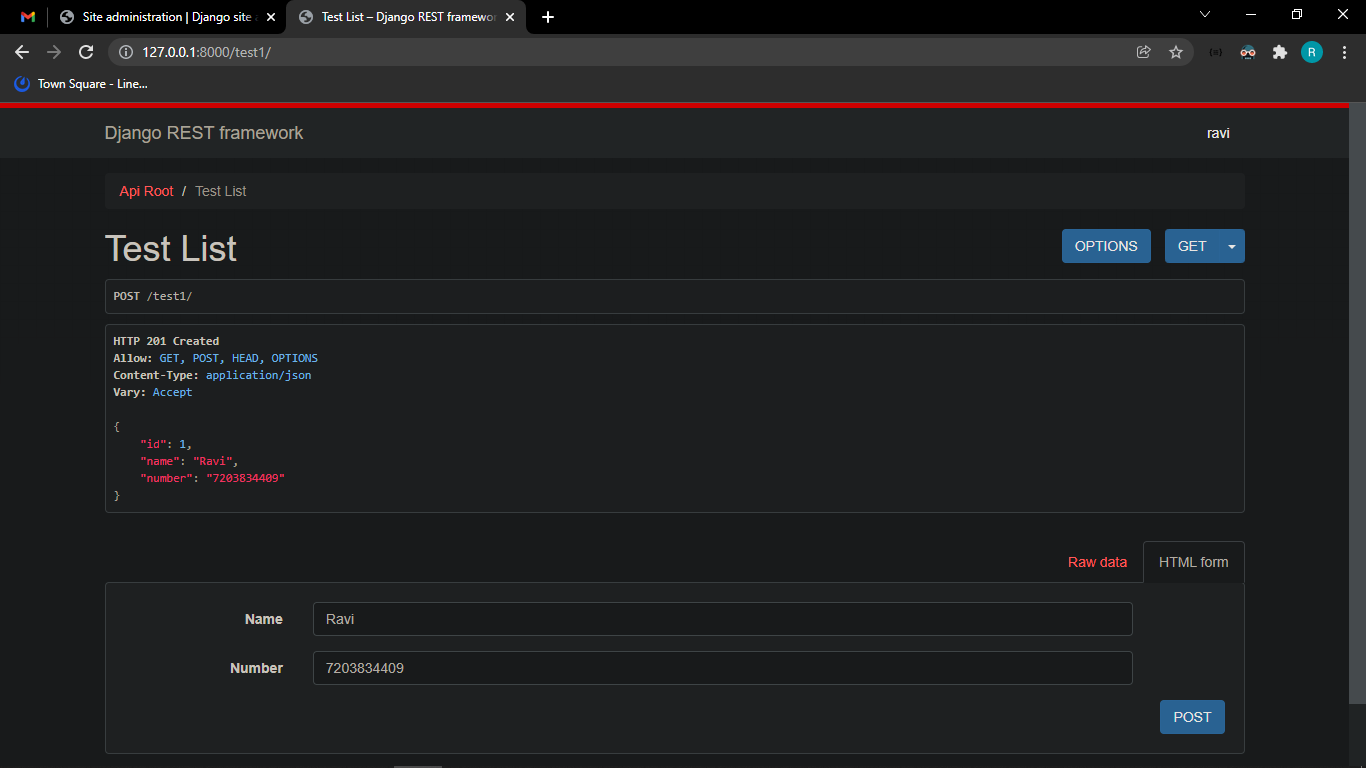 Site administration | Django site a
Test List – Django REST framewor
127.0.0.1:8000/test1/
R
Town Square - Line...
Django REST framework
ravi
Api Root / Test List
Test List
OPTIONS
GET
POST /test1/
HTTP 201 Created
Allow: GET, POST, HEAD, OPTIONS
Content-Type: application/json
Vary: Accept
{
"id": 1,
"name": "Ravi",
"number": "7203834409"
}
Raw data
HTML form
Name
Ravi
Number
7203834409
POST